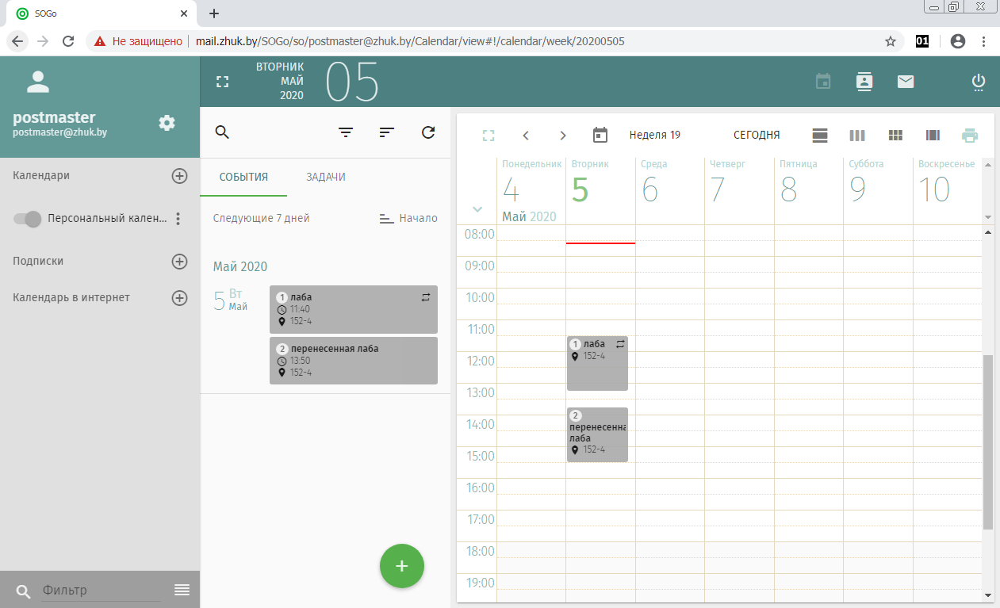 SOGo
Не защищено
mail.zhuk.by/SOGo/so/postmaster@zhuk.by/Calendar/view#!/calendar/week/20200505
01
postmaster
postmaster@zhuk.by
ВТОРНИК
МАЙ
2020
05
Календари
Персональный кален...
Подписки
Календарь в интернет
Фильтр
СОБЫТИЯ
ЗАДАЧИ
Следующие 7 дней
Начало
Май 2020
5
Вт
Май
1 лаба
11:40
152-4
2 перенесенная лаба
13:50
152-4
Неделя 19
СЕГОДНЯ
Понедельник
4
Май 2020
Вторник
5
Среда
6
Четверг
7
Пятница
8
Суббота
9
Воскресенье
10
08:00
09:00
10:00
11:00
12:00
13:00
14:00
15:00
16:00
17:00
18:00
19:00
1 лаба
152-4
2
перенесенна
лаба
152-4